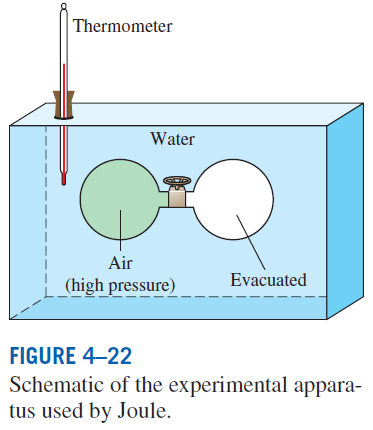 Thermometer
Water
Air
(high pressure)
Evacuated
FIGURE 4–22
Schematic of the experimental appara-
tus used by Joule.